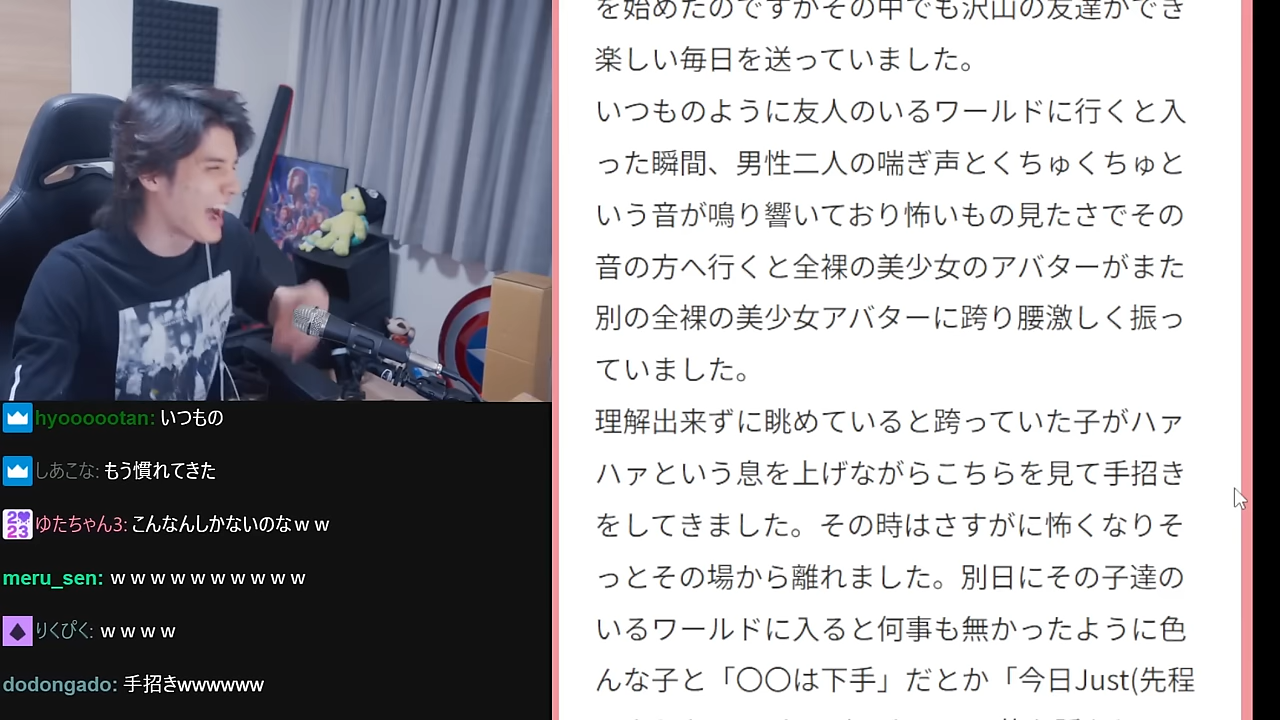 を始めたのですがその中でも沢山の友達ができ
楽しい毎日を送っていました。
いつものように友人のいるワールドに行くと入
った瞬間、男性二人の喘ぎ声とくちゅくちゅと
いう音が鳴り響いており怖いもの見たさでその
音の方へ行くと全裸の美少女のアバターがまた
別の全裸の美少女アバターに跨り腰激しく振っ
ていました。
理解出来ずに眺めていると跨っていた子がハァ
ハァという息を上げながらこちらを見て手招き
をしてきました。その時はさすがに怖くなりそ
っとその場から離れました。別日にその子達の
いるワールドに入ると何事も無かったように色
んな子と「〇〇は下手」だとか「今日Just(先程
hyoooootan: いつもの
しあこな: もう慣れてきた
2023
ゆたちゃん3: こんなんしかないのなｗｗ
meru_sen: ｗｗｗｗｗｗｗｗｗｗ
りくぴく: ｗｗｗｗ
dodongado: 手招きwwwwww